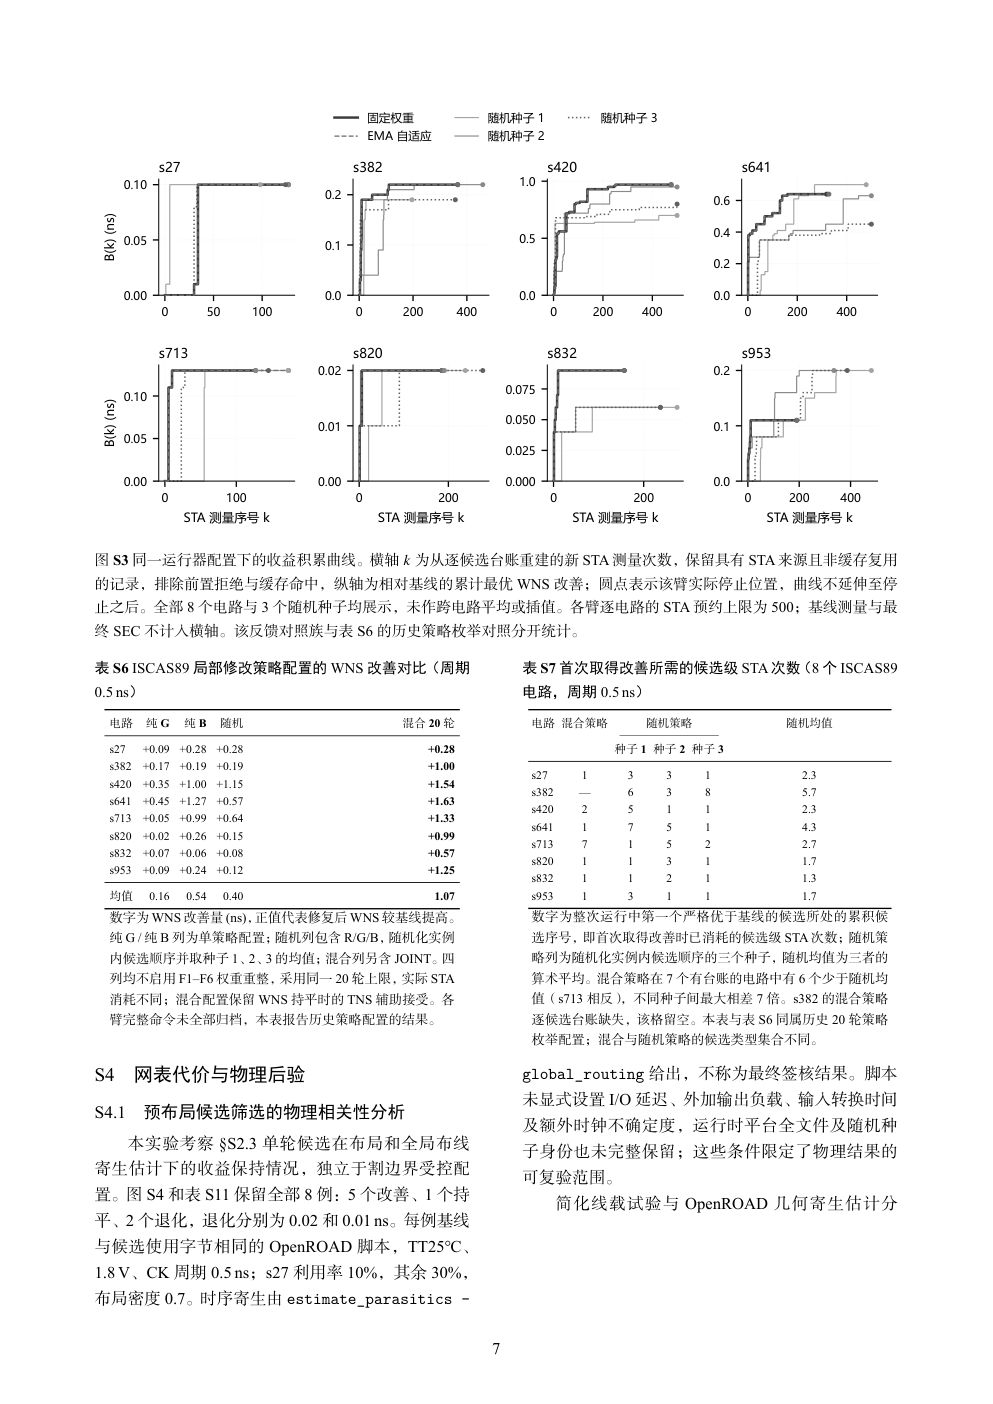 固定权重 随机种子 1 随机种子 3
EMA 自适应 随机种子 2
s27 s382 s420 s641
B(k) (ns)
0.10
0.05
0.00
0 50 100
0.2
0.1
0.0
0 200 400
1.0
0.5
0.0
0 200 400
0.6
0.4
0.2
0.0
0 200 400
s713 s820 s832 s953
B(k) (ns)
0.10
0.05
0.00
0 100
STA 测量序号 k
0.02
0.01
0.00
0 200
STA 测量序号 k
0.075
0.050
0.025
0.000
0 200
STA 测量序号 k
0.2
0.1
0.0
0 200 400
STA 测量序号 k
图 S3 同一运行器配置下的收益积累曲线。横轴 k 为从逐候选台账重建的新 STA 测量次数，保留具有 STA 来源且非缓存复用
的记录，排除前置拒绝与缓存命中，纵轴为相对基线的累计最优 WNS 改善；圆点表示该臂实际停止位置，曲线不延伸至停
止之后。全部 8 个电路与 3 个随机种子均展示，未作跨电路平均或插值。各臂逐电路的 STA 预约上限为 500；基线测量与最
终 SEC 不计入横轴。该反馈对照族与表 S6 的历史策略枚举对照分开统计。
表 S6 ISCAS89 局部修改策略配置的 WNS 改善对比（周期
0.5 ns）
电路 纯 G 纯 B 随机 混合 20 轮
s27 +0.09 +0.28 +0.28 +0.28
s382 +0.17 +0.19 +0.19 +1.00
s420 +0.35 +1.00 +1.15 +1.54
s641 +0.45 +1.27 +0.57 +1.63
s713 +0.05 +0.99 +0.64 +1.33
s820 +0.02 +0.26 +0.15 +0.99
s832 +0.07 +0.06 +0.08 +0.57
s953 +0.09 +0.24 +0.12 +1.25
均值 0.16 0.54 0.40 1.07
数字为 WNS 改善量 (ns)，正值代表修复后 WNS 较基线提高。
纯 G / 纯 B 列为单策略配置；随机列包含 R/G/B，随机化实例
内候选顺序并取种子 1、2、3 的均值；混合列另含 JOINT。四
列均不启用 F1–F6 权重重整，采用同一 20 轮上限，实际 STA
消耗不同；混合配置保留 WNS 持平时的 TNS 辅助接受。各
臂完整命令未全部归档，本表报告历史策略配置的结果。
表 S7 首次取得改善所需的候选级 STA 次数（8 个 ISCAS89
电路，周期 0.5 ns）
电路 混合策略 随机策略 随机均值
种子 1 种子 2 种子 3
s27 1 3 3 1 2.3
s382 — 6 3 8 5.7
s420 2 5 1 1 2.3
s641 1 7 5 1 4.3
s713 7 1 5 2 2.7
s820 1 1 3 1 1.7
s832 1 1 2 1 1.3
s953 1 3 1 1 1.7
数字为整次运行中第一个严格优于基线的候选所处的累积候
选序号，即首次取得改善时已消耗的候选级 STA 次数；随机策
略列为随机化实例内候选顺序的三个种子，随机均值为三者的
算术平均。混合策略在 7 个有台账的电路中有 6 个少于随机均
值（s713 相反），不同种子间最大相差 7 倍。s382 的混合策略
逐候选台账缺失，该格留空。本表与表 S6 同属历史 20 轮策略
枚举配置；混合与随机策略的候选类型集合不同。
S4 网表代价与物理后验
S4.1 预布局候选筛选的物理相关性分析
本实验考察 §S2.3 单轮候选在布局和全局布线
寄生估计下的收益保持情况，独立于割边界受控配
置。图 S4 和表 S11 保留全部 8 例：5 个改善、1 个持
平、2 个退化，退化分别为 0.02 和 0.01 ns。每例基线
与候选使用字节相同的 OpenROAD 脚本，TT25°C、
1.8 V、CK 周期 0.5 ns；s27 利用率 10%，其余 30%，
布局密度 0.7。时序寄生由 estimate_parasitics -
global_routing 给出，不称为最终签核结果。脚本
未显式设置 I/O 延迟、外加输出负载、输入转换时间
及额外时钟不确定度，运行时平台全文件及随机种
子身份也未完整保留；这些条件限定了物理结果的
可复验范围。
简化线载试验与 OpenROAD 几何寄生估计分
7